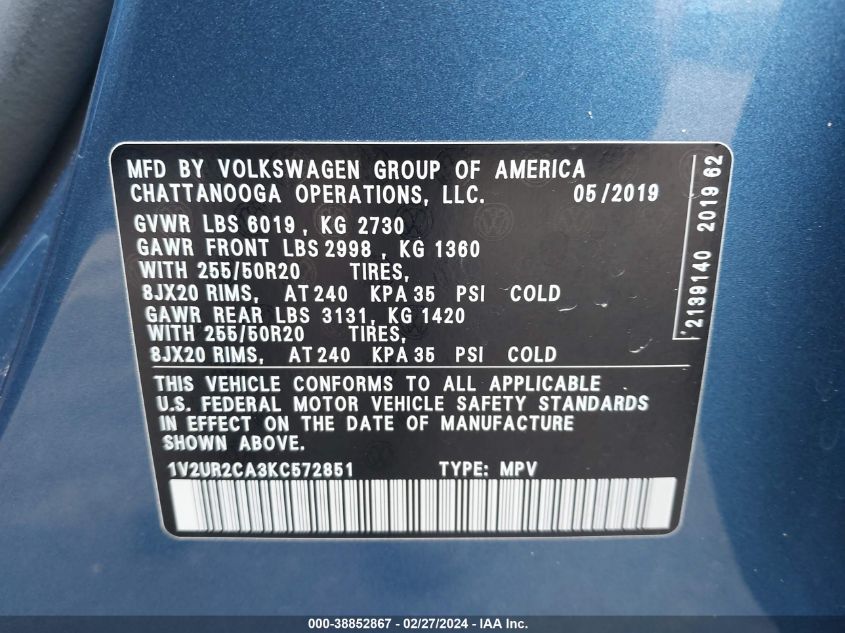 MFD BY VOLKSWAGEN GROUP OF AMERICA
CHATTANOOGA OPERATIONS, LLC. 05/2019
GVWR LBS 6019, KG 2730
GAWR FRONT LBS 2998, KG 1360
WITH 255/50R20 TIRES,
8JX20 RIMS, AT 240 KPA 35 PSI COLD
GAWR REAR LBS 3131, KG 1420
WITH 255/50R20 TIRES,
8JX20 RIMS, AT 240 KPA 35 PSI COLD
THIS VEHICLE CONFORMS TO ALL APPLICABLE
U.S. FEDERAL MOTOR VEHICLE SAFETY STANDARDS
IN EFFECT ON THE DATE OF MANUFACTURE
SHOWN ABOVE.
1V2UR2CA3KC572851 TYPE: MPV
2139140 2019 62
000-38852867 - 02/27/2024 - IAA Inc.